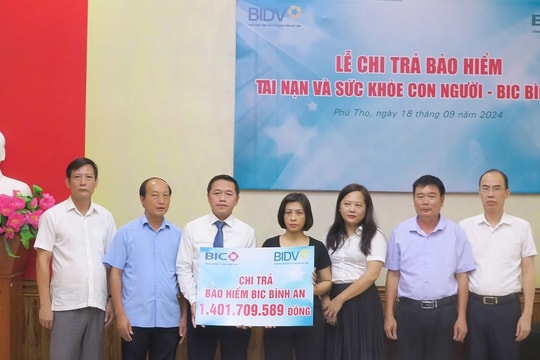 BIDV
LỄ CHI TRẢ BẢO HIỂM
TAI NẠN VÀ SỨC KHỎE CON NGƯỜI - BIC BÌ
Phú Thọ, ngày 18 tháng 09 năm 2024
BIC
BIDV
CHI TRẢ
BẢO HIỂM BIC BÌNH AN
1.401.709.589 ĐỒNG